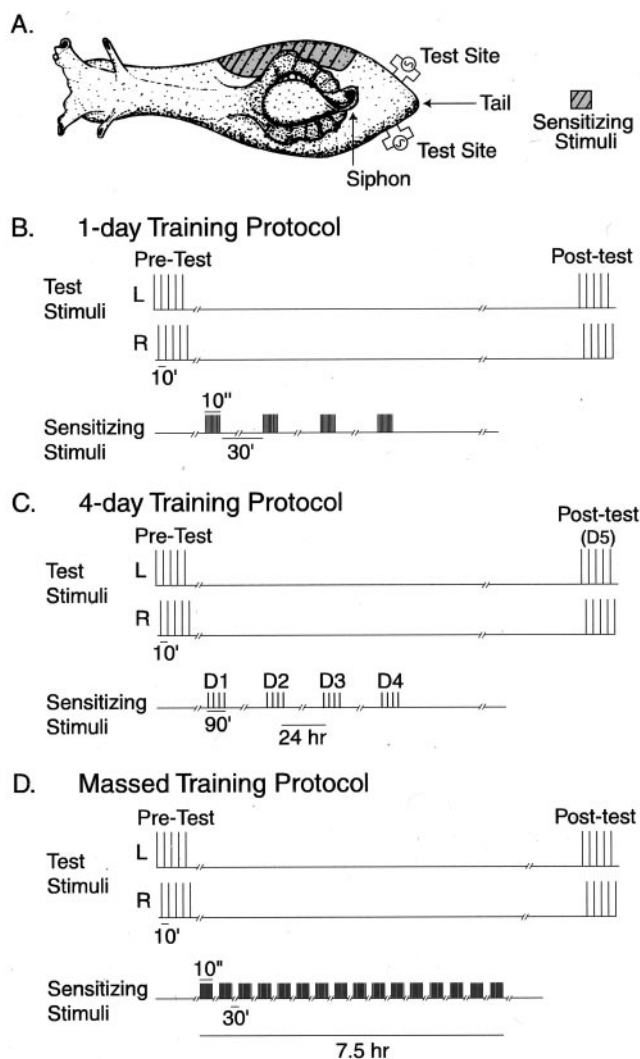 A.
S
Test Site
Tail
Test Site
S
Siphon
Sensitizing
Stimuli
B. 1-day Training Protocol
Pre-Test
Post-test
Test
Stimuli
L
R
10'
Sensitizing
Stimuli
10"
30'
C. 4-day Training Protocol
Pre-Test
Post-test
(D5)
Test
Stimuli
L
R
10'
Sensitizing
Stimuli
D1 D2 D3 D4
90'
24 hr
D. Massed Training Protocol
Pre-Test
Post-test
Test
Stimuli
L
R
10'
Sensitizing
Stimuli
10"
30'
7.5 hr